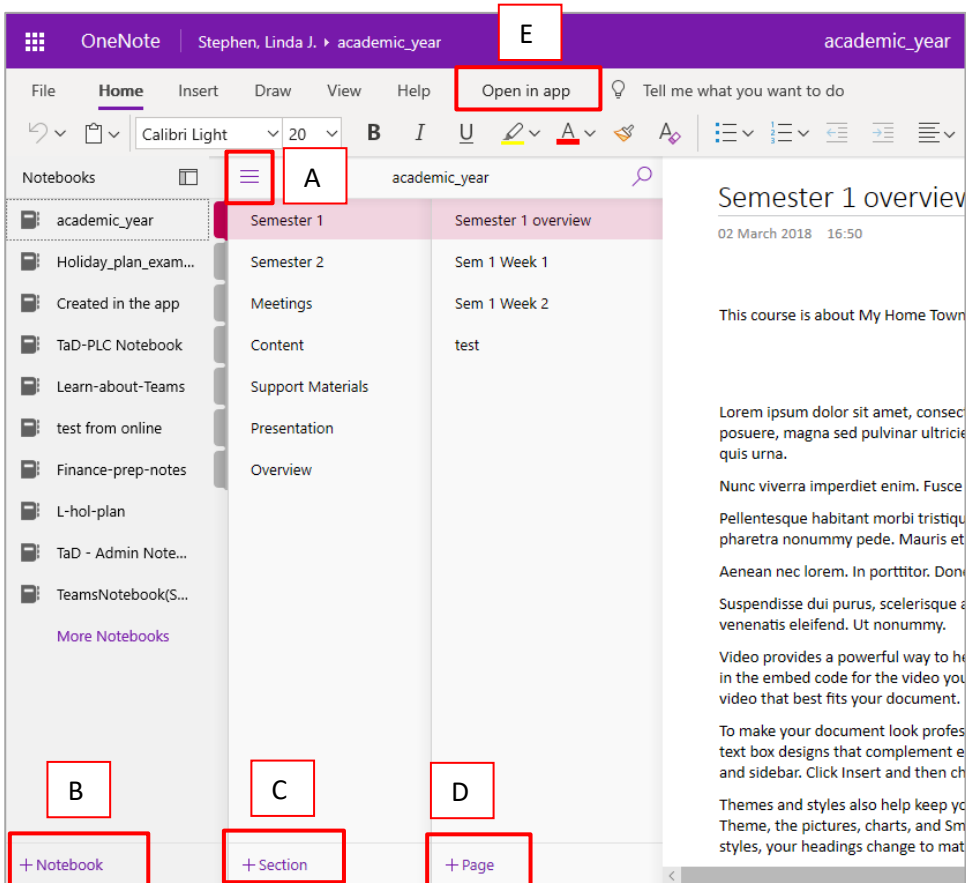 E
OneNote Stephen, Linda J. ▸ academic_year academic_year
File Home Insert Draw View Help Open in app Tell me what you want to do
Calibri Light 20 B I U A A
A
Notebooks academic_year
academic_year
Holiday_plan_exam...
Created in the app
TaD-PLC Notebook
Learn-about-Teams
test from online
Finance-prep-notes
L-hol-plan
TaD - Admin Note...
TeamsNotebook(S...
More Notebooks
B
+ Notebook
Semester 1
Semester 2
Meetings
Content
Support Materials
Presentation
Overview
C
+ Section
Semester 1 overview
Sem 1 Week 1
Sem 1 Week 2
test
D
+ Page
Semester 1 overview
02 March 2018 16:50
This course is about My Home Town
Lorem ipsum dolor sit amet, consec
posuere, magna sed pulvinar ultricie
quis urna.
Nunc viverra imperdiet enim. Fusce
Pellentesque habitant morbi tristiqu
pharetra nonummy pede. Mauris et
Aenean nec lorem. In porttitor. Don
Suspendisse dui purus, scelerisque a
venenatis eleifend. Ut nonummy.
Video provides a powerful way to he
in the embed code for the video you
video that best fits your document.
To make your document look profes
text box designs that complement e
and sidebar. Click Insert and then ch
Themes and styles also help keep yo
Theme, the pictures, charts, and Sm
styles, your headings change to mat